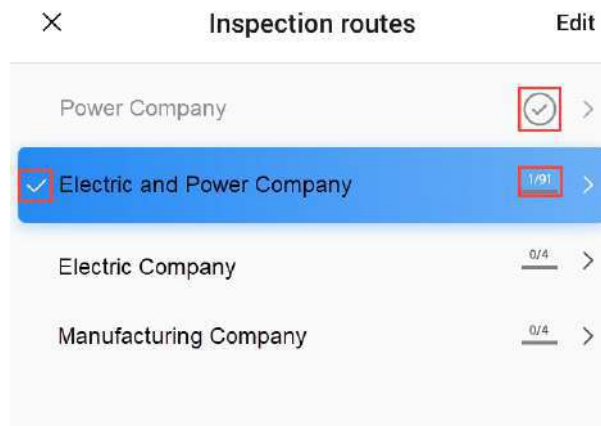 Inspection routes Edit
Power Company
Electric and Power Company 1/91
Electric Company 0/4
Manufacturing Company 0/4